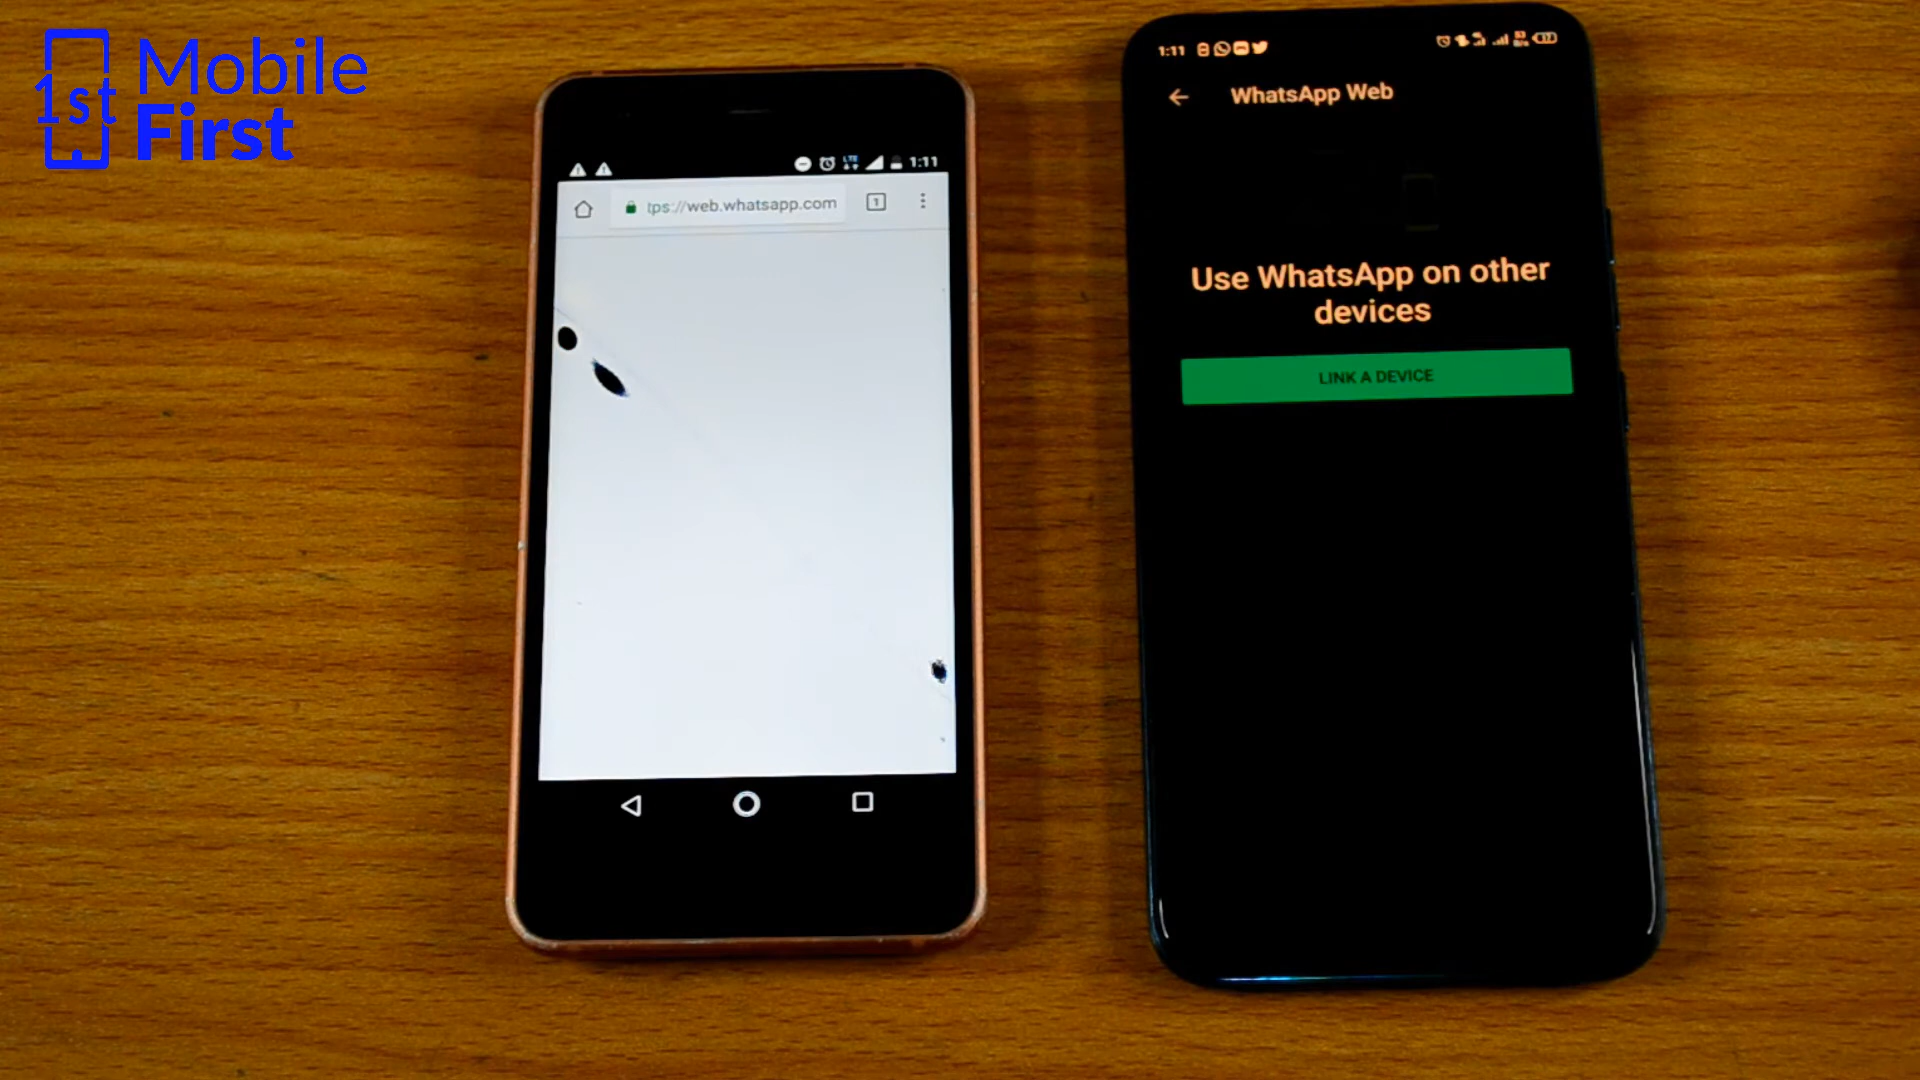 1st Mobile
First
1:11
tps://web.whatsapp.com
1
1:11
WhatsApp Web
Use WhatsApp on other
devices
LINK A DEVICE